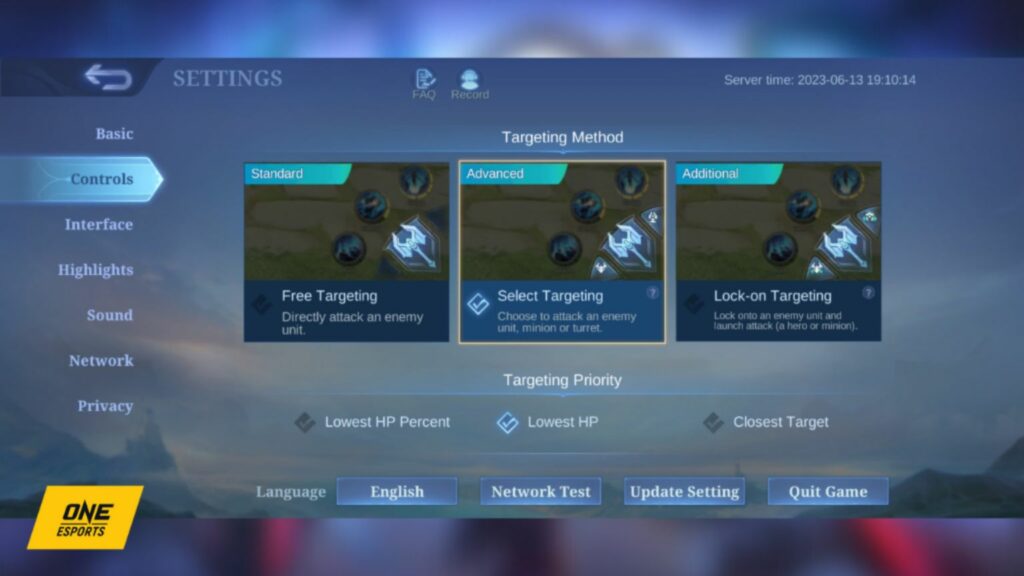 SETTINGS
FAQ
Record
Server time: 2023-06-13 19:10:14
Basic
Controls
Interface
Highlights
Sound
Network
Privacy
Targeting Method
Standard
Free Targeting
Directly attack an enemy
unit.
Advanced
Select Targeting
?
Choose to attack an enemy
unit, minion or turret.
Additional
Lock-on Targeting
?
Lock onto an enemy unit and
launch attack (a hero or minion).
Targeting Priority
Lowest HP Percent
Lowest HP
Closest Target
Language
English
Network Test
Update Setting
Quit Game
ONE
ESPORTS